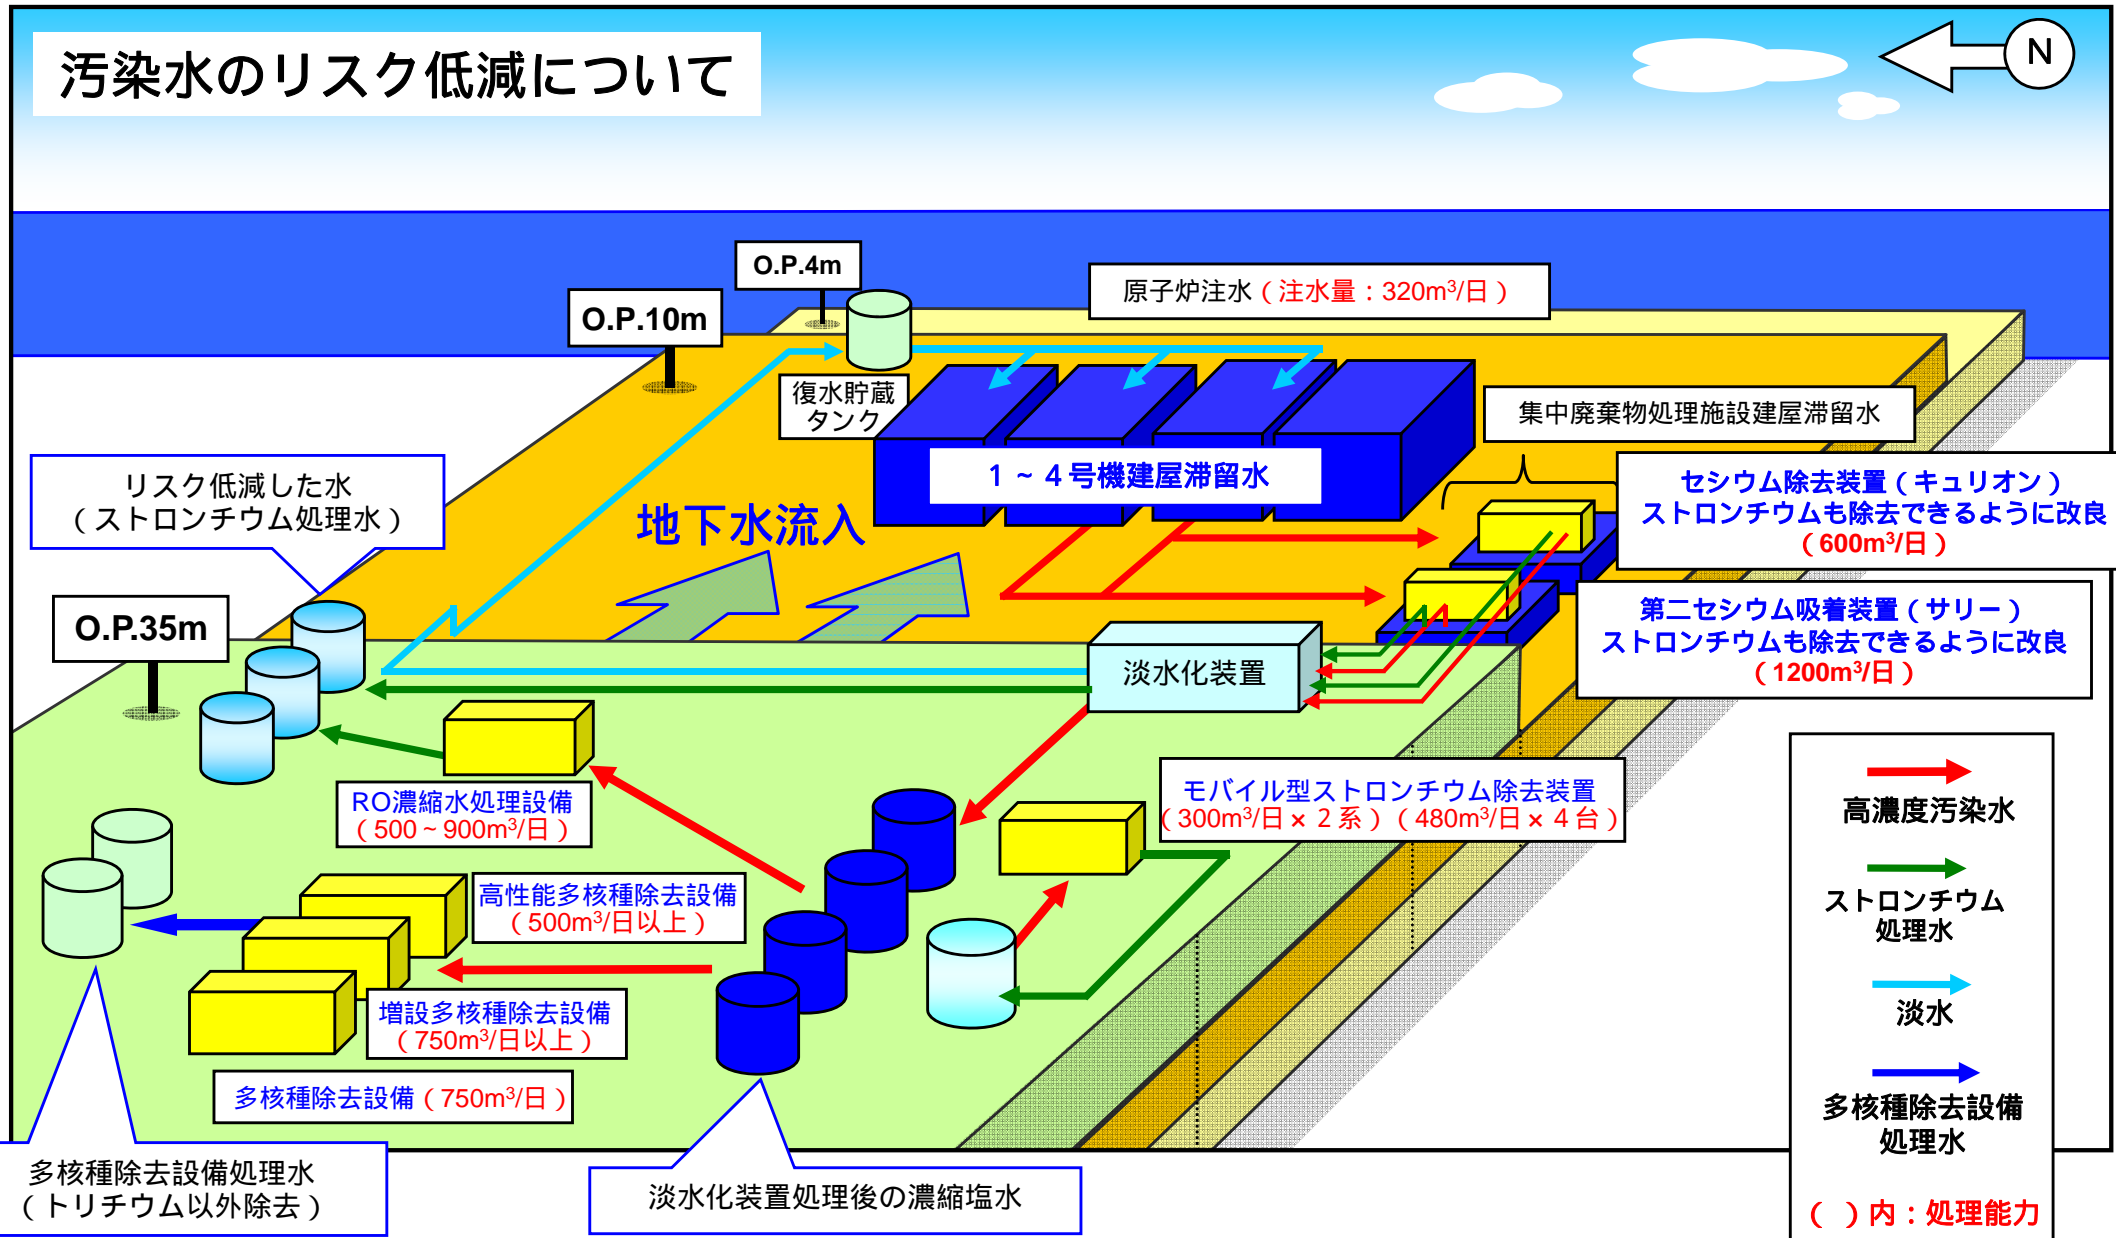 汚染水のリスク低減について
N
O.P.4m
O.P.10m
原子炉注水（注水量：320m³/日）
復水貯蔵
タンク
集中廃棄物処理施設建屋滞留水
1～4号機建屋滞留水
リスク低減した水
（ストロンチウム処理水）
地下水流入
セシウム除去装置（キュリオン）
ストロンチウムも除去できるように改良
（600m³/日）
第二セシウム吸着装置（サリー）
ストロンチウムも除去できるように改良
（1200m³/日）
O.P.35m
淡水化装置
RO濃縮水処理設備
（500～900m³/日）
モバイル型ストロンチウム除去装置
（300m³/日×2系）（480m³/日×4台）
高性能多核種除去設備
（500m³/日以上）
増設多核種除去設備
（750m³/日以上）
多核種除去設備（750m³/日）
多核種除去設備処理水
（トリチウム以外除去）
淡水化装置処理後の濃縮塩水
高濃度汚染水
ストロンチウム
処理水
淡水
多核種除去設備
処理水
（　）内：処理能力